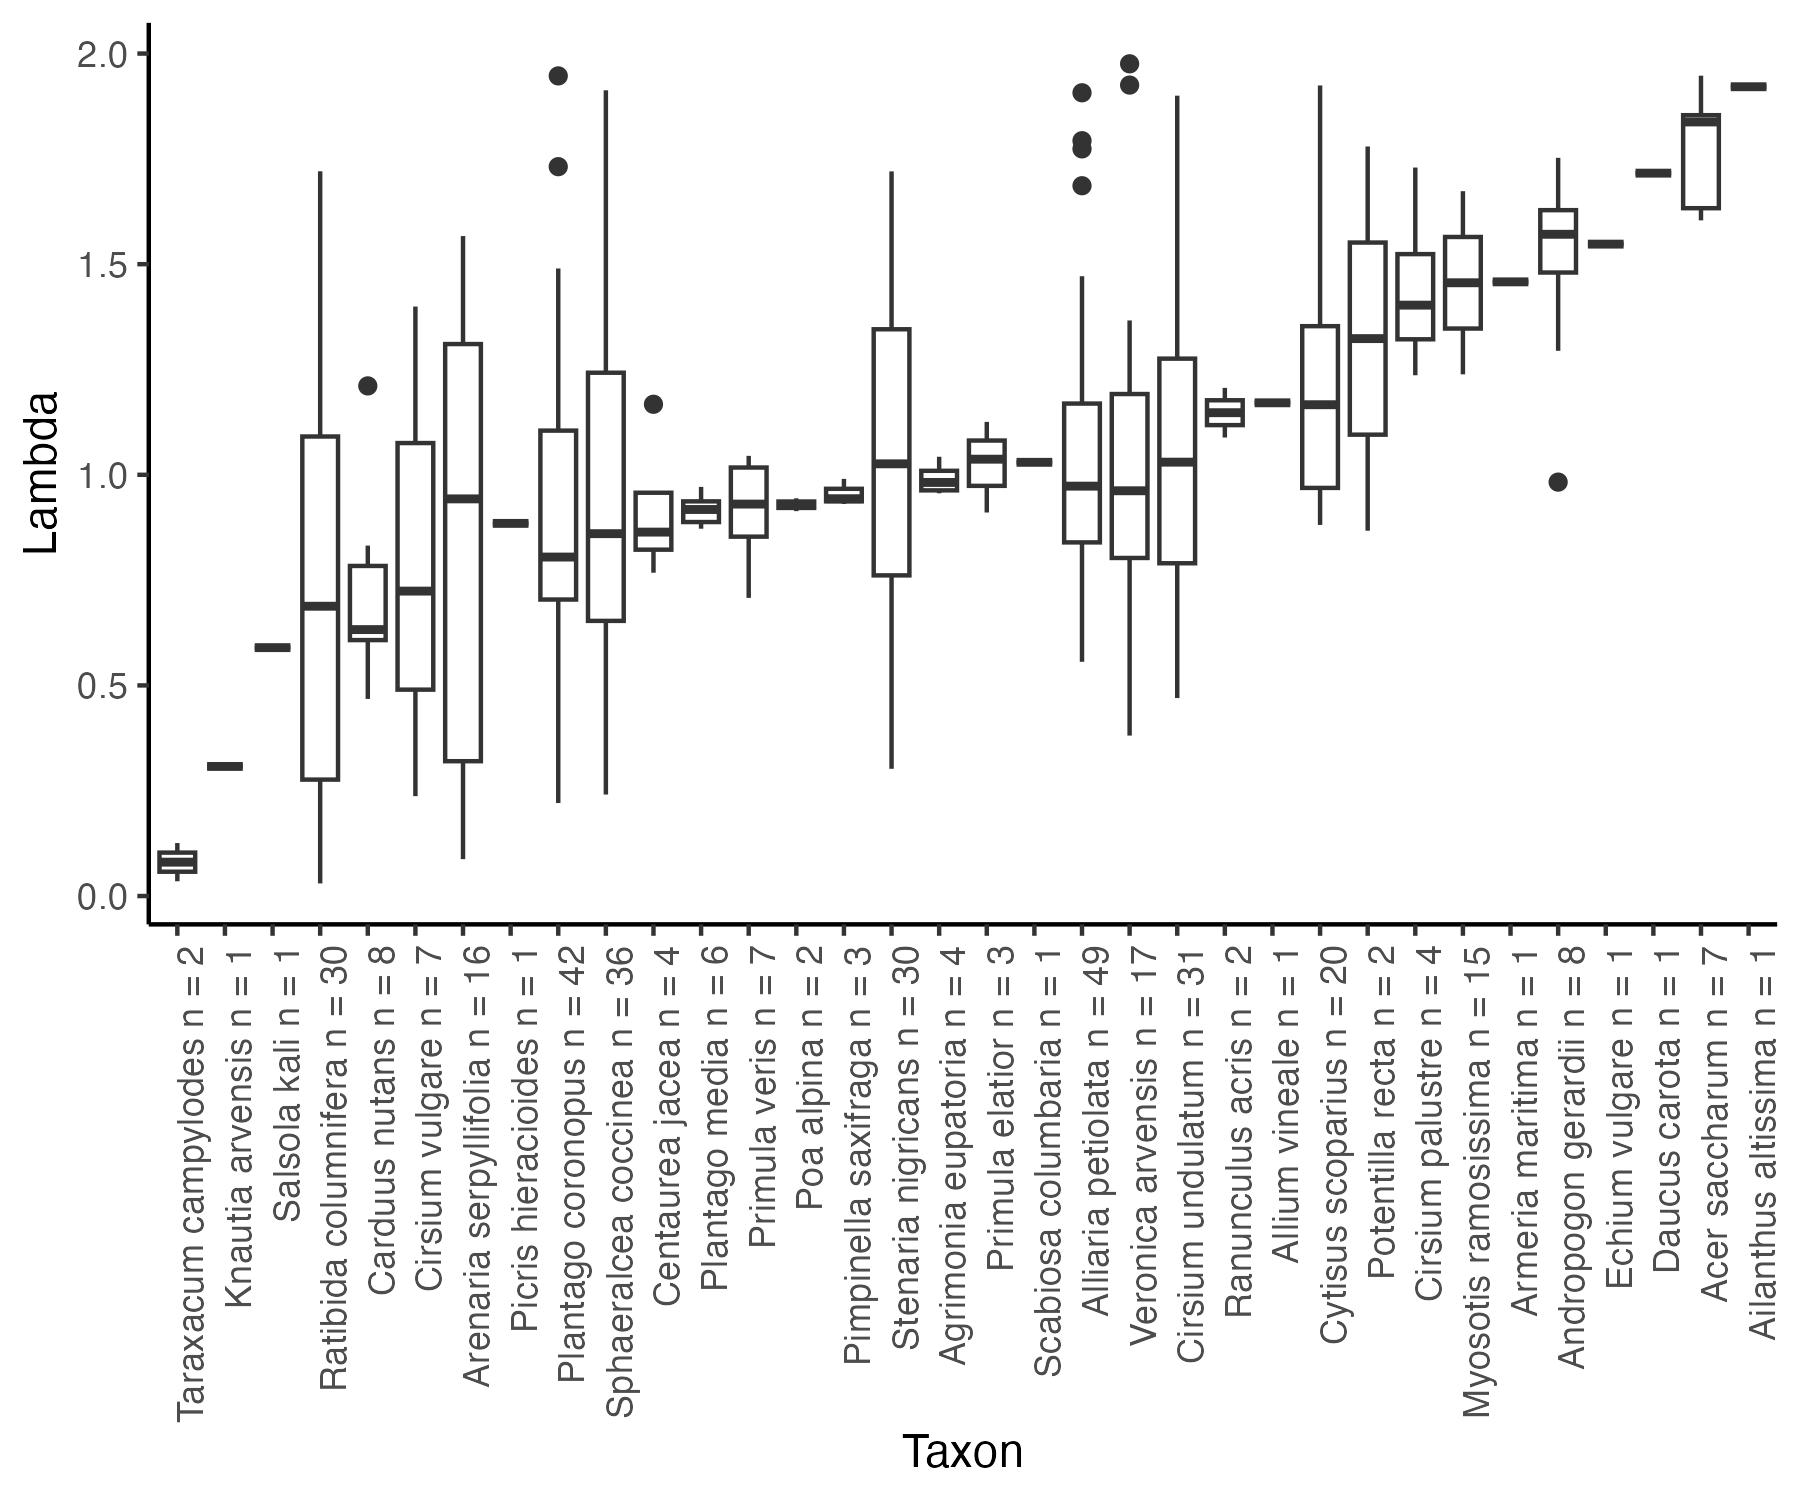 Lambda
2.0
1.5
1.0
0.5
0.0
Taraxacum campylodes n = 2
Knautia arvensis n = 1
Salsola kali n = 1
Ratibida columnifera n = 30
Carduus nutans n = 8
Cirsium vulgare n = 7
Arenaria serpyllifolia n = 16
Picris hieracioides n = 1
Plantago coronopus n = 42
Sphaeralcea coccinea n = 36
Centaurea jacea n = 4
Plantago media n = 6
Primula veris n = 7
Poa alpina n = 2
Pimpinella saxifraga n = 3
Stenaria nigricans n = 30
Agrimonia eupatoria n = 4
Primula elatior n = 3
Scabiosa columbaria n = 1
Alliaria petiolata n = 49
Veronica arvensis n = 17
Cirsium undulatum n = 31
Ranunculus acris n = 2
Allium vineale n = 1
Cytisus scoparius n = 20
Potentilla recta n = 2
Cirsium palustre n = 4
Myosotis ramosissima n = 15
Armeria maritima n = 1
Andropogon gerardii n = 8
Echium vulgare n = 1
Daucus carota n = 1
Acer saccharum n = 7
Ailanthus altissima n = 1
Taxon